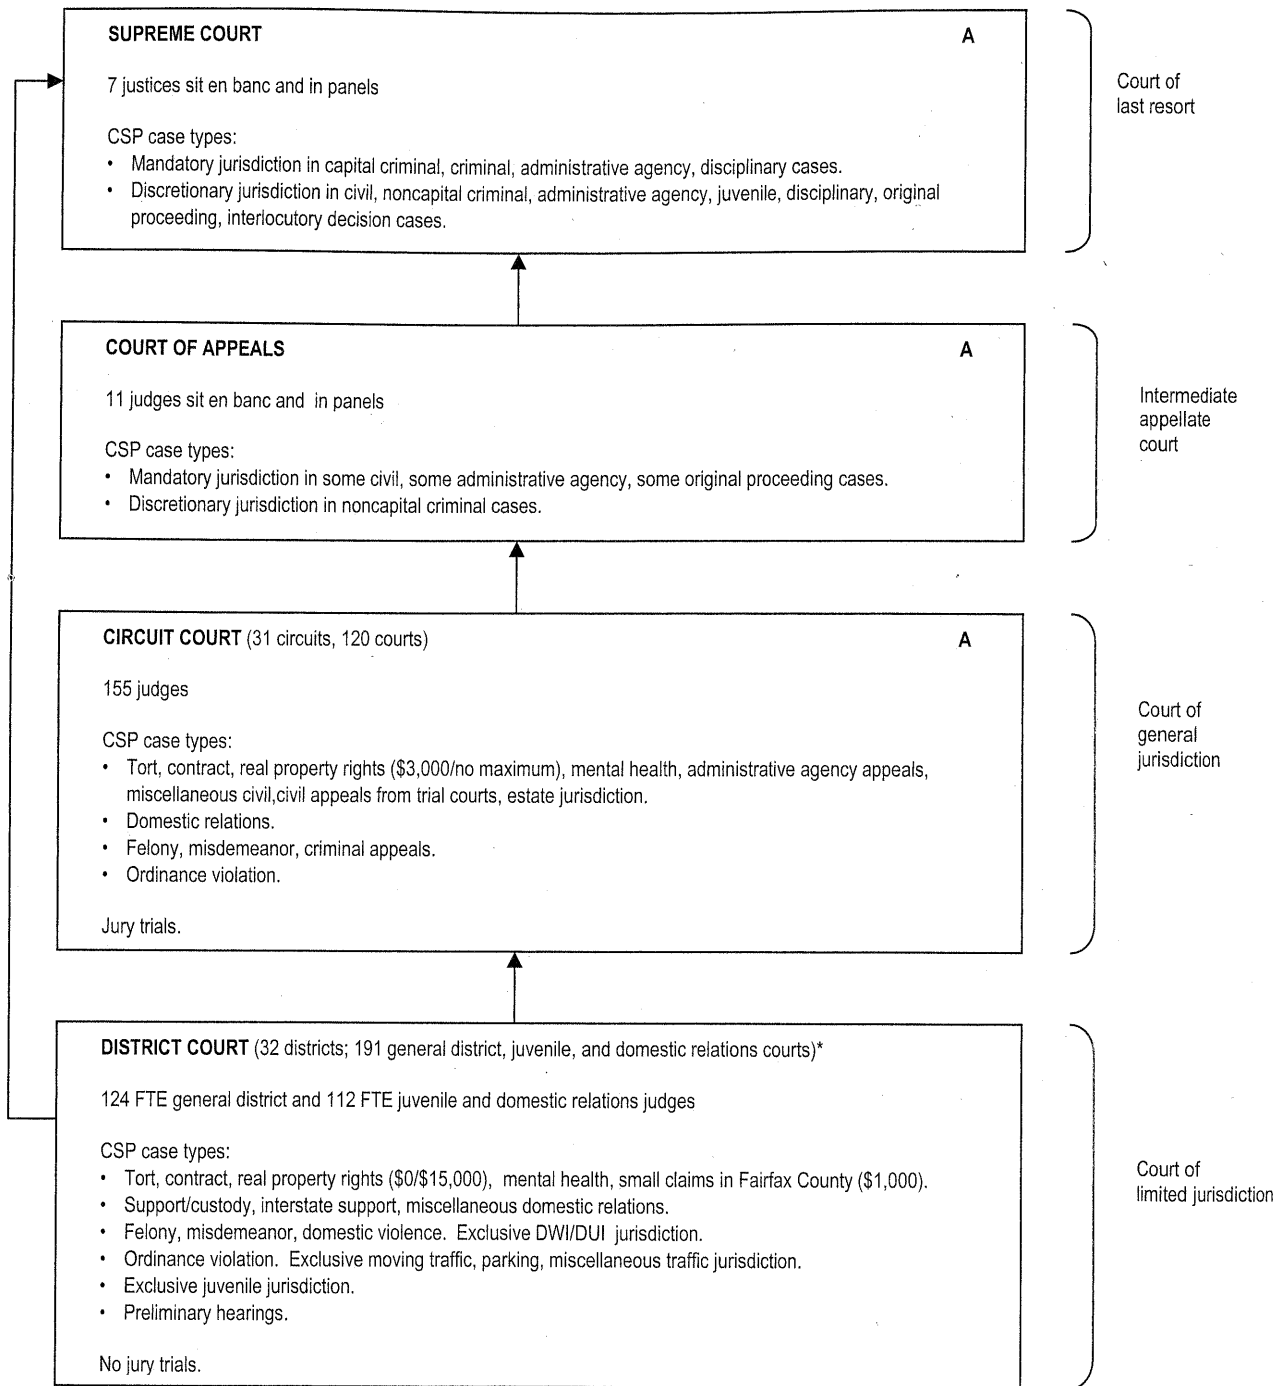 SUPREME COURT A
7 justices sit en banc and in panels
CSP case types:
• Mandatory jurisdiction in capital criminal, criminal, administrative agency, disciplinary cases.
• Discretionary jurisdiction in civil, noncapital criminal, administrative agency, juvenile, disciplinary, original
proceeding, interlocutory decision cases.
Court of
last resort
COURT OF APPEALS A
11 judges sit en banc and in panels
CSP case types:
• Mandatory jurisdiction in some civil, some administrative agency, some original proceeding cases.
• Discretionary jurisdiction in noncapital criminal cases.
Intermediate
appellate
court
CIRCUIT COURT (31 circuits, 120 courts) A
155 judges
CSP case types:
• Tort, contract, real property rights ($3,000/no maximum), mental health, administrative agency appeals,
miscellaneous civil,civil appeals from trial courts, estate jurisdiction.
• Domestic relations.
• Felony, misdemeanor, criminal appeals.
• Ordinance violation.
Jury trials.
Court of
general
jurisdiction
DISTRICT COURT (32 districts; 191 general district, juvenile, and domestic relations courts)*
124 FTE general district and 112 FTE juvenile and domestic relations judges
CSP case types:
• Tort, contract, real property rights ($0/$15,000), mental health, small claims in Fairfax County ($1,000).
• Support/custody, interstate support, miscellaneous domestic relations.
• Felony, misdemeanor, domestic violence. Exclusive DWI/DUI jurisdiction.
• Ordinance violation. Exclusive moving traffic, parking, miscellaneous traffic jurisdiction.
• Exclusive juvenile jurisdiction.
• Preliminary hearings.
No jury trials.
Court of
limited jurisdiction